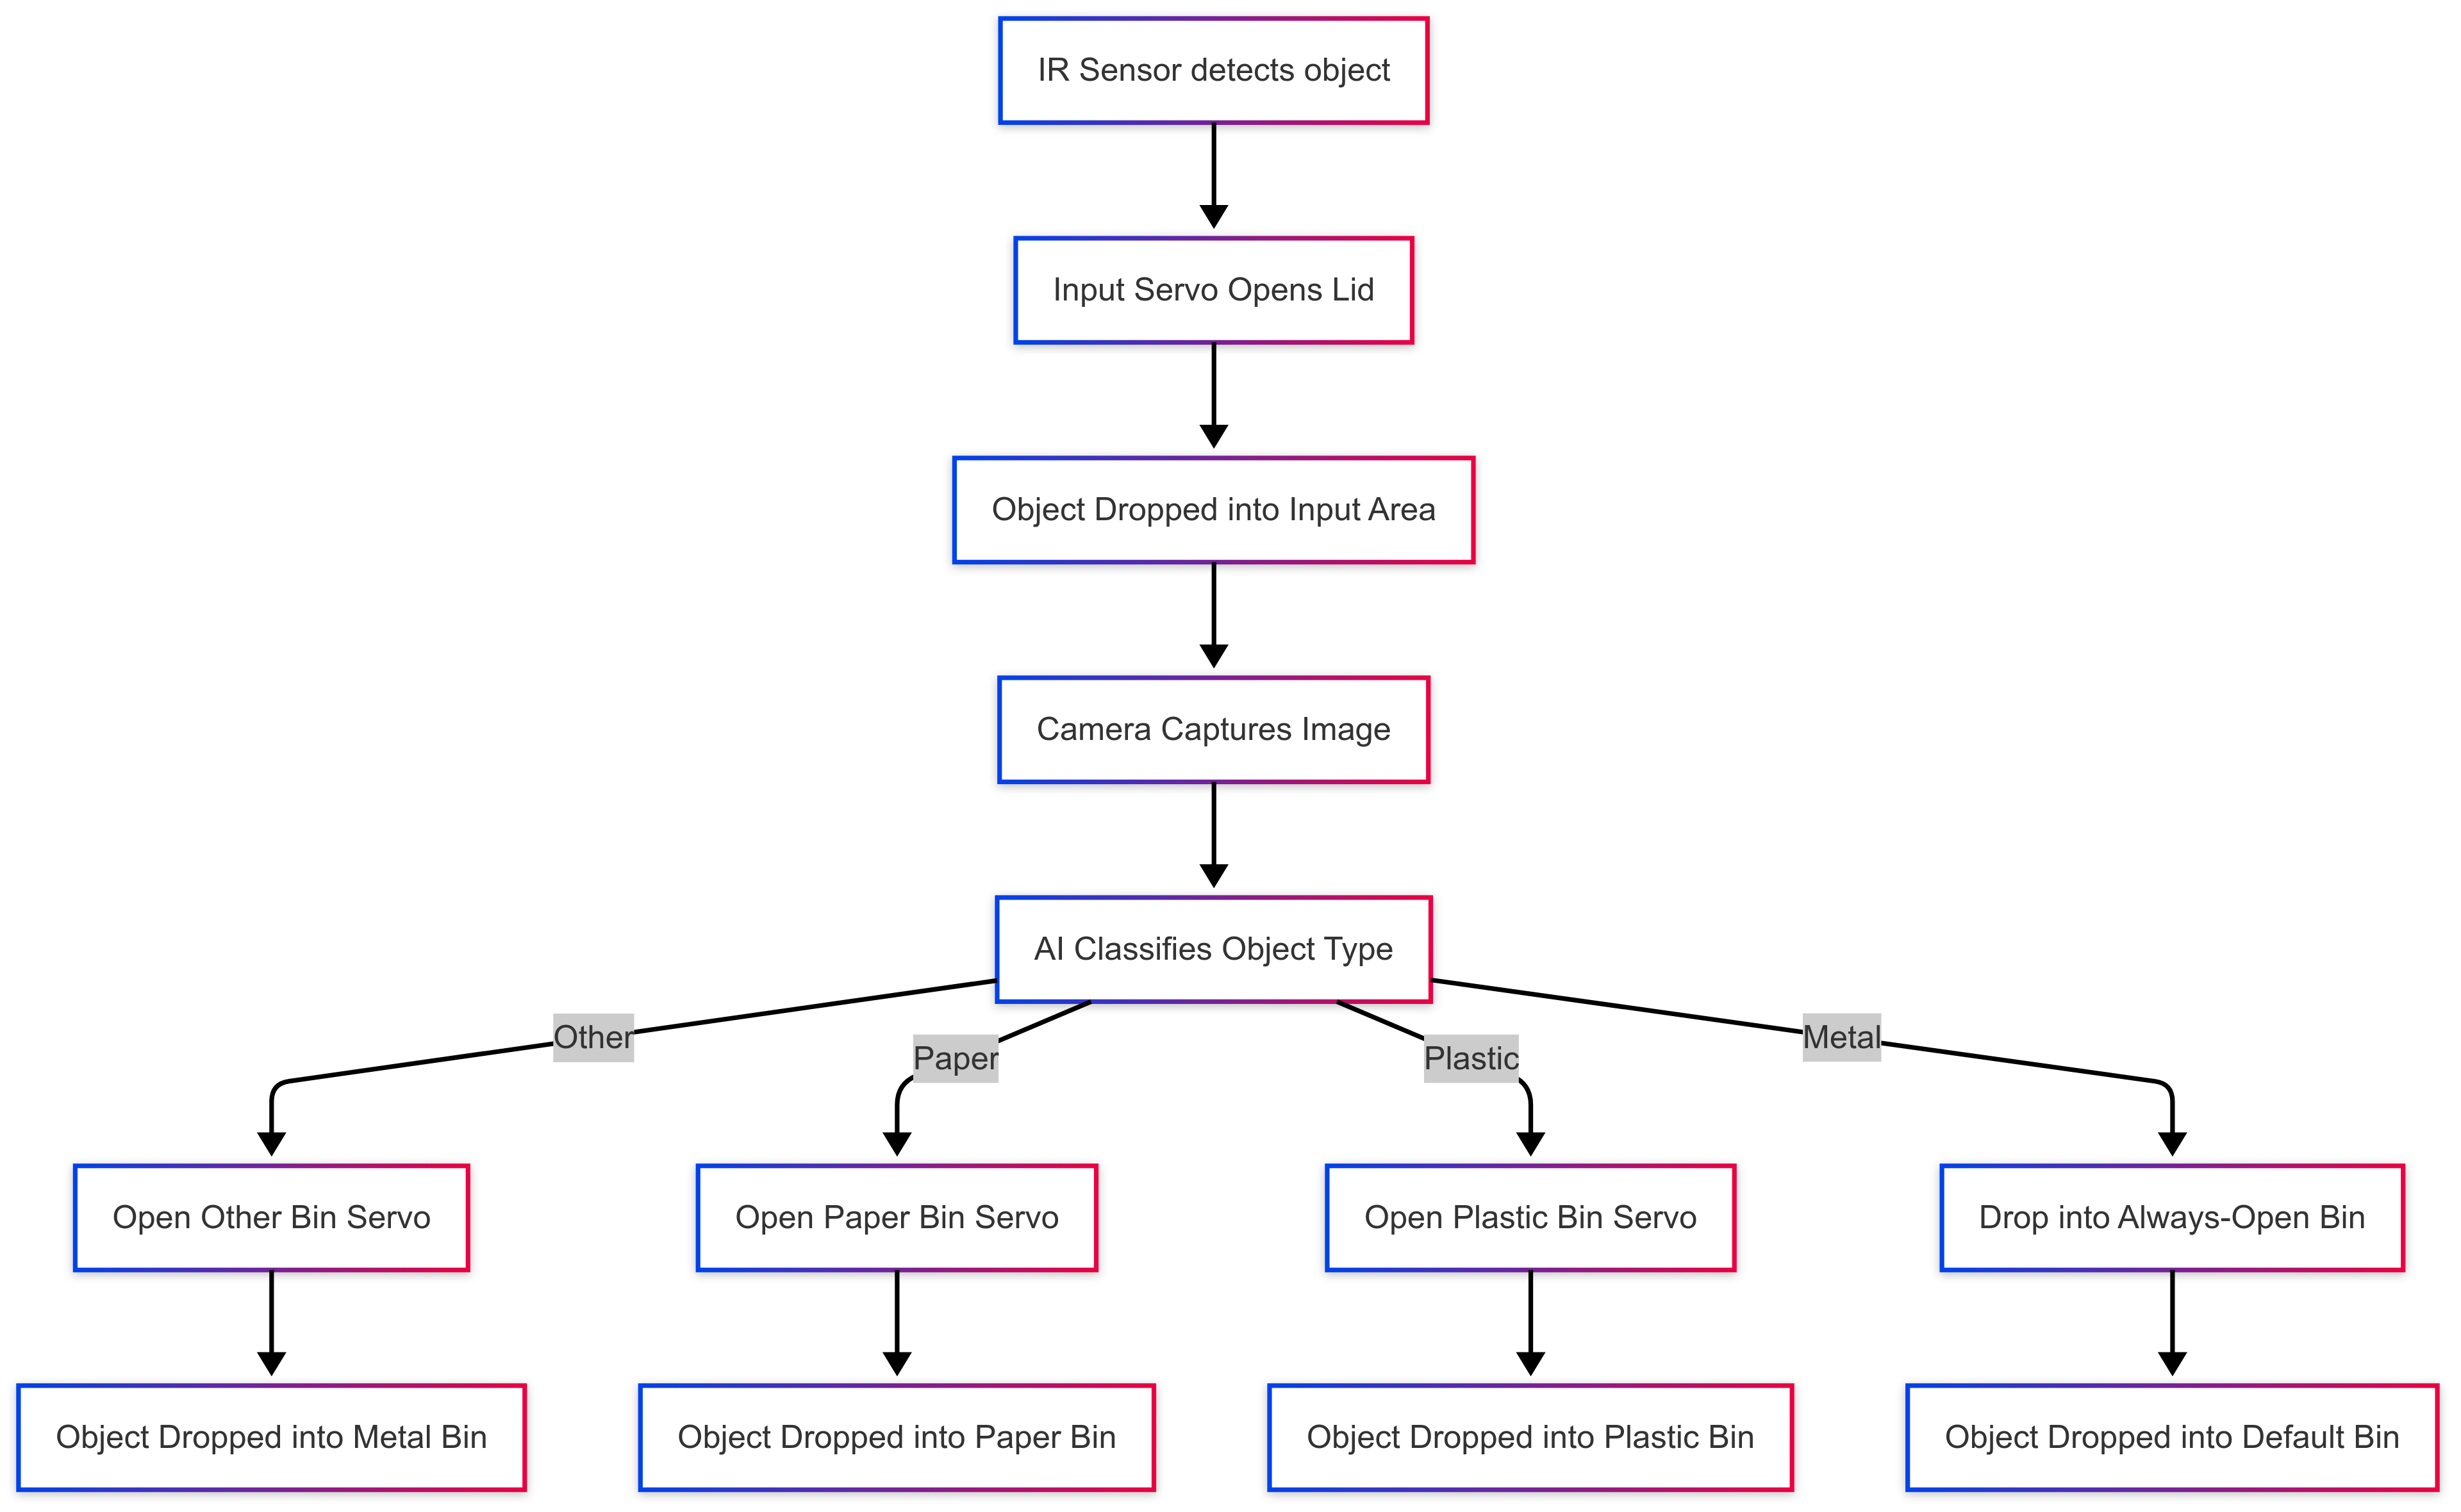 IR Sensor detects object
Input Servo Opens Lid
Object Dropped into Input Area
Camera Captures Image
AI Classifies Object Type
Other
Paper
Plastic
Metal
Open Other Bin Servo
Open Paper Bin Servo
Open Plastic Bin Servo
Drop into Always-Open Bin
Object Dropped into Metal Bin
Object Dropped into Paper Bin
Object Dropped into Plastic Bin
Object Dropped into Default Bin